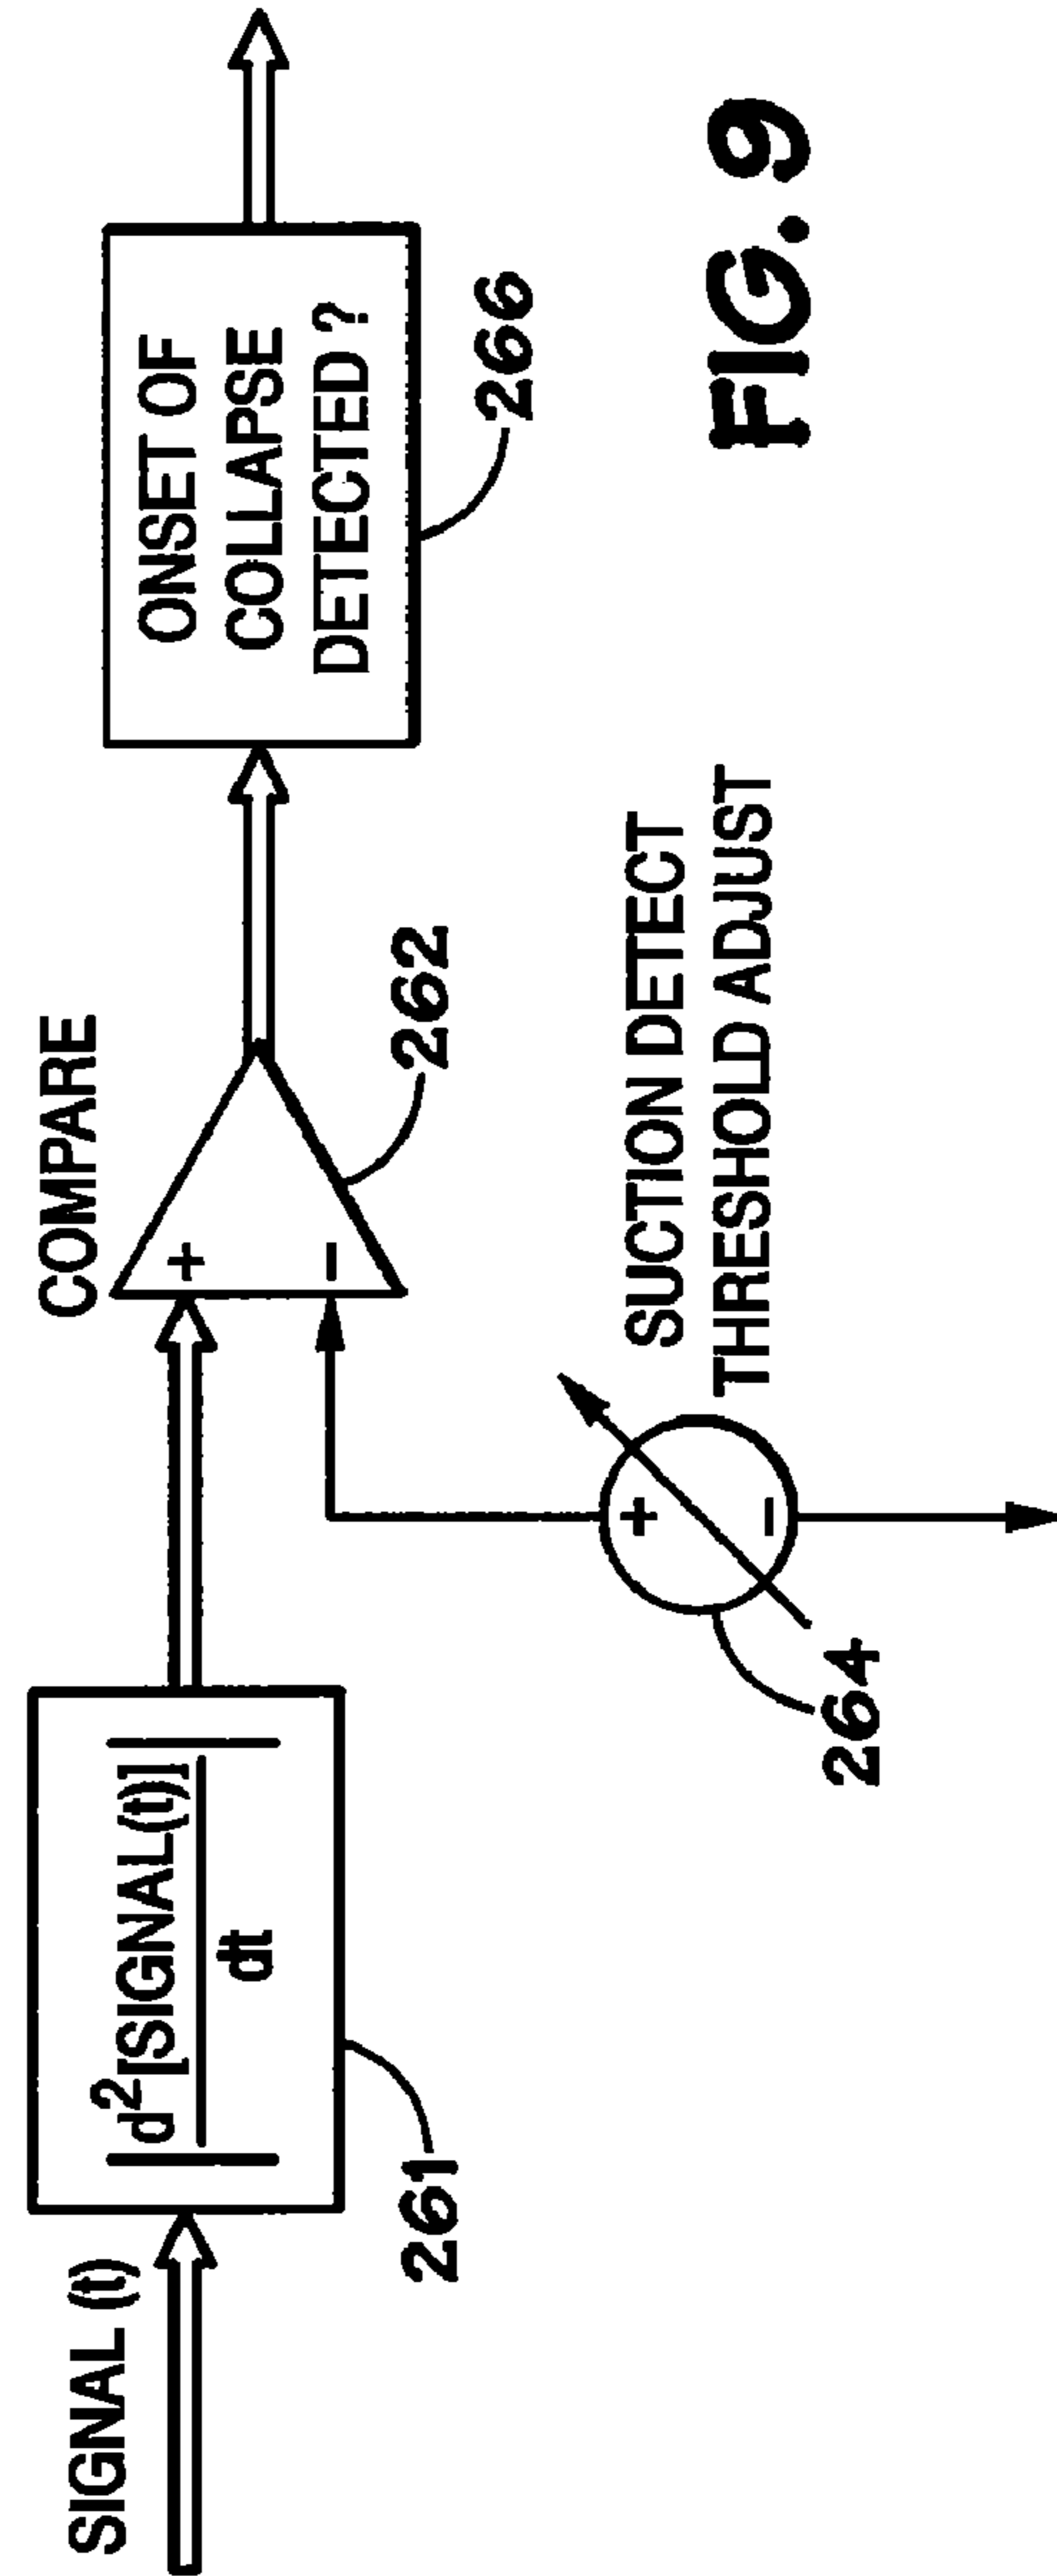 SIGNAL (t)
d²[SIGNAL(t)]
dt
261
COMPARE
+
−
262
+
−
264
SUCTION DETECT
THRESHOLD ADJUST
ONSET OF
COLLAPSE
DETECTED ?
266
FIG. 9